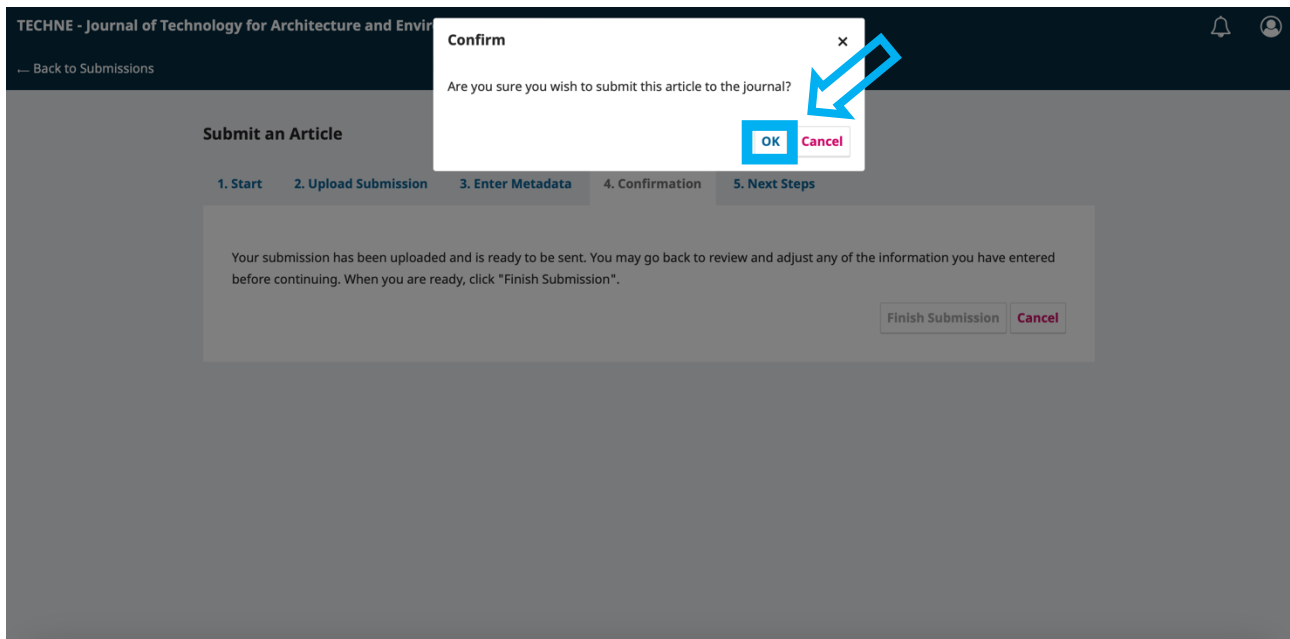 TECHNE - Journal of Technology for Architecture and Envir
← Back to Submissions
Confirm
×
Are you sure you wish to submit this article to the journal?
OK Cancel
Submit an Article
1. Start 2. Upload Submission 3. Enter Metadata 4. Confirmation 5. Next Steps
Your submission has been uploaded and is ready to be sent. You may go back to review and adjust any of the information you have entered
before continuing. When you are ready, click "Finish Submission".
Finish Submission Cancel